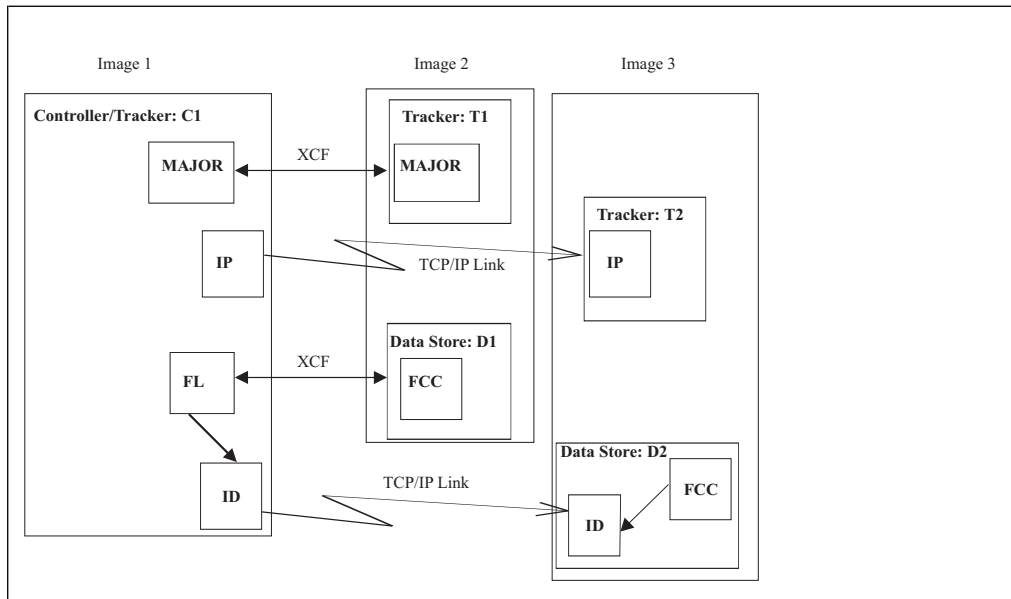 Image 1
Image 2
Image 3
Controller/Tracker: C1
Tracker: T1
MAJOR
XCF
MAJOR
Tracker: T2
IP
TCP/IP Link
IP
Data Store: D1
XCF
FL
FCC
Data Store: D2
TCP/IP Link
FCC
ID
ID